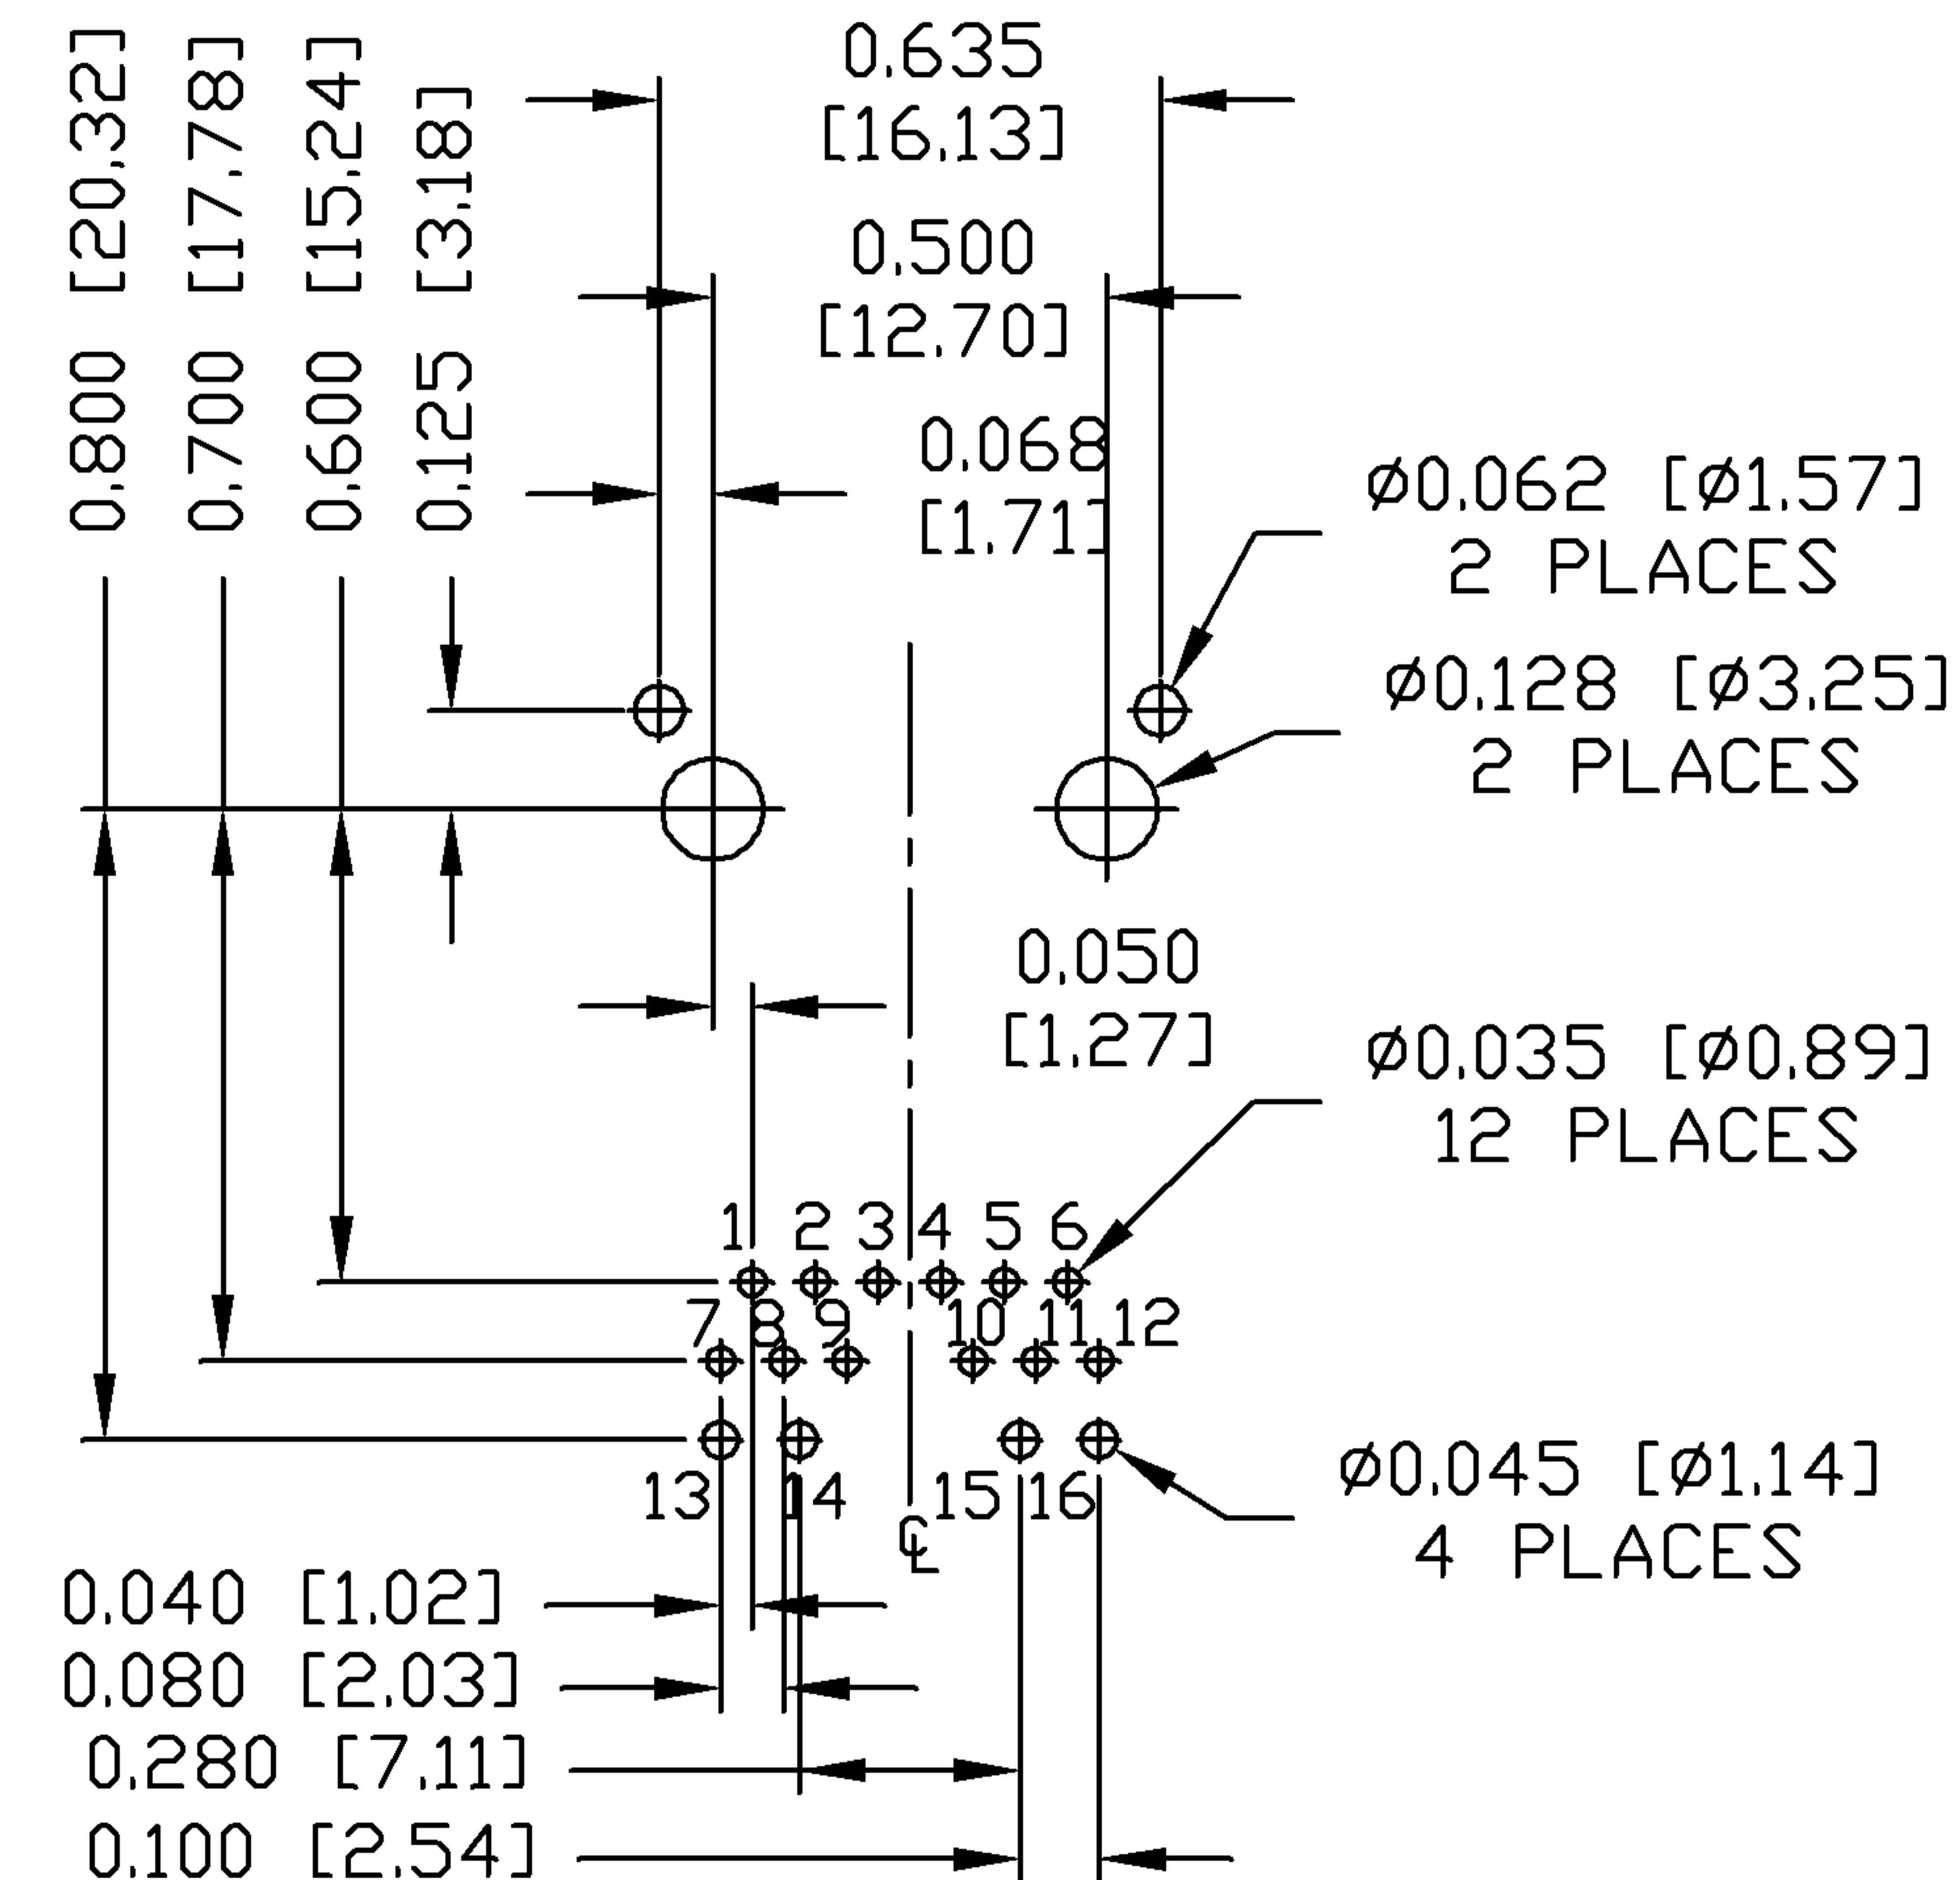 0.800 [20.32]
0.700 [17.78]
0.600 [15.24]
0.125 [3.18]
0.635
[16.13]
0.500
[12.70]
0.068
[1.71]
ø0.062 [ø1.57]
2 PLACES
ø0.128 [ø3.25]
2 PLACES
0.050
[1.27]
ø0.035 [ø0.89]
12 PLACES
1 2 3 4 5 6
7 8 9 10 11 12
13 14 15 16
℄
ø0.045 [ø1.14]
4 PLACES
0.040 [1.02]
0.080 [2.03]
0.280 [7.11]
0.100 [2.54]